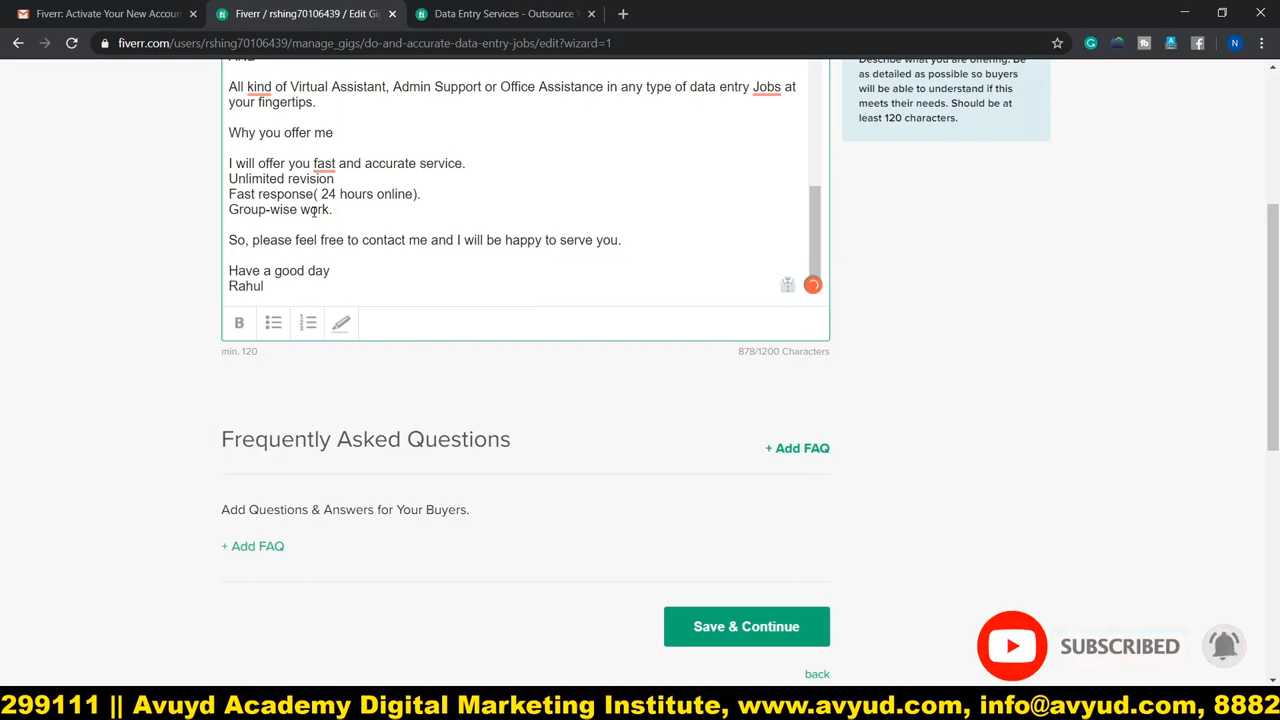 Fiverr: Activate Your New Accoun
Fiverr / rshing70106439 / Edit Gig
Data Entry Services - Outsource Y
fiverr.com/users/rshing70106439/manage_gigs/do-and-accurate-data-entry-jobs/edit?wizard=1
All kind of Virtual Assistant, Admin Support or Office Assistance in any type of data entry Jobs at
your fingertips.
Why you offer me
I will offer you fast and accurate service.
Unlimited revision
Fast response( 24 hours online).
Group-wise work.
So, please feel free to contact me and I will be happy to serve you.
Have a good day
Rahul
B
min. 120
878/1200 Characters
Describe what you are offering. Be
as detailed as possible so buyers
will be able to understand if this
meets their needs. Should be at
least 120 characters.
Frequently Asked Questions
+ Add FAQ
Add Questions & Answers for Your Buyers.
+ Add FAQ
Save & Continue
back
SUBSCRIBED
299111 || Avuyd Academy Digital Marketing Institute, www.avyud.com, info@avyud.com, 8882